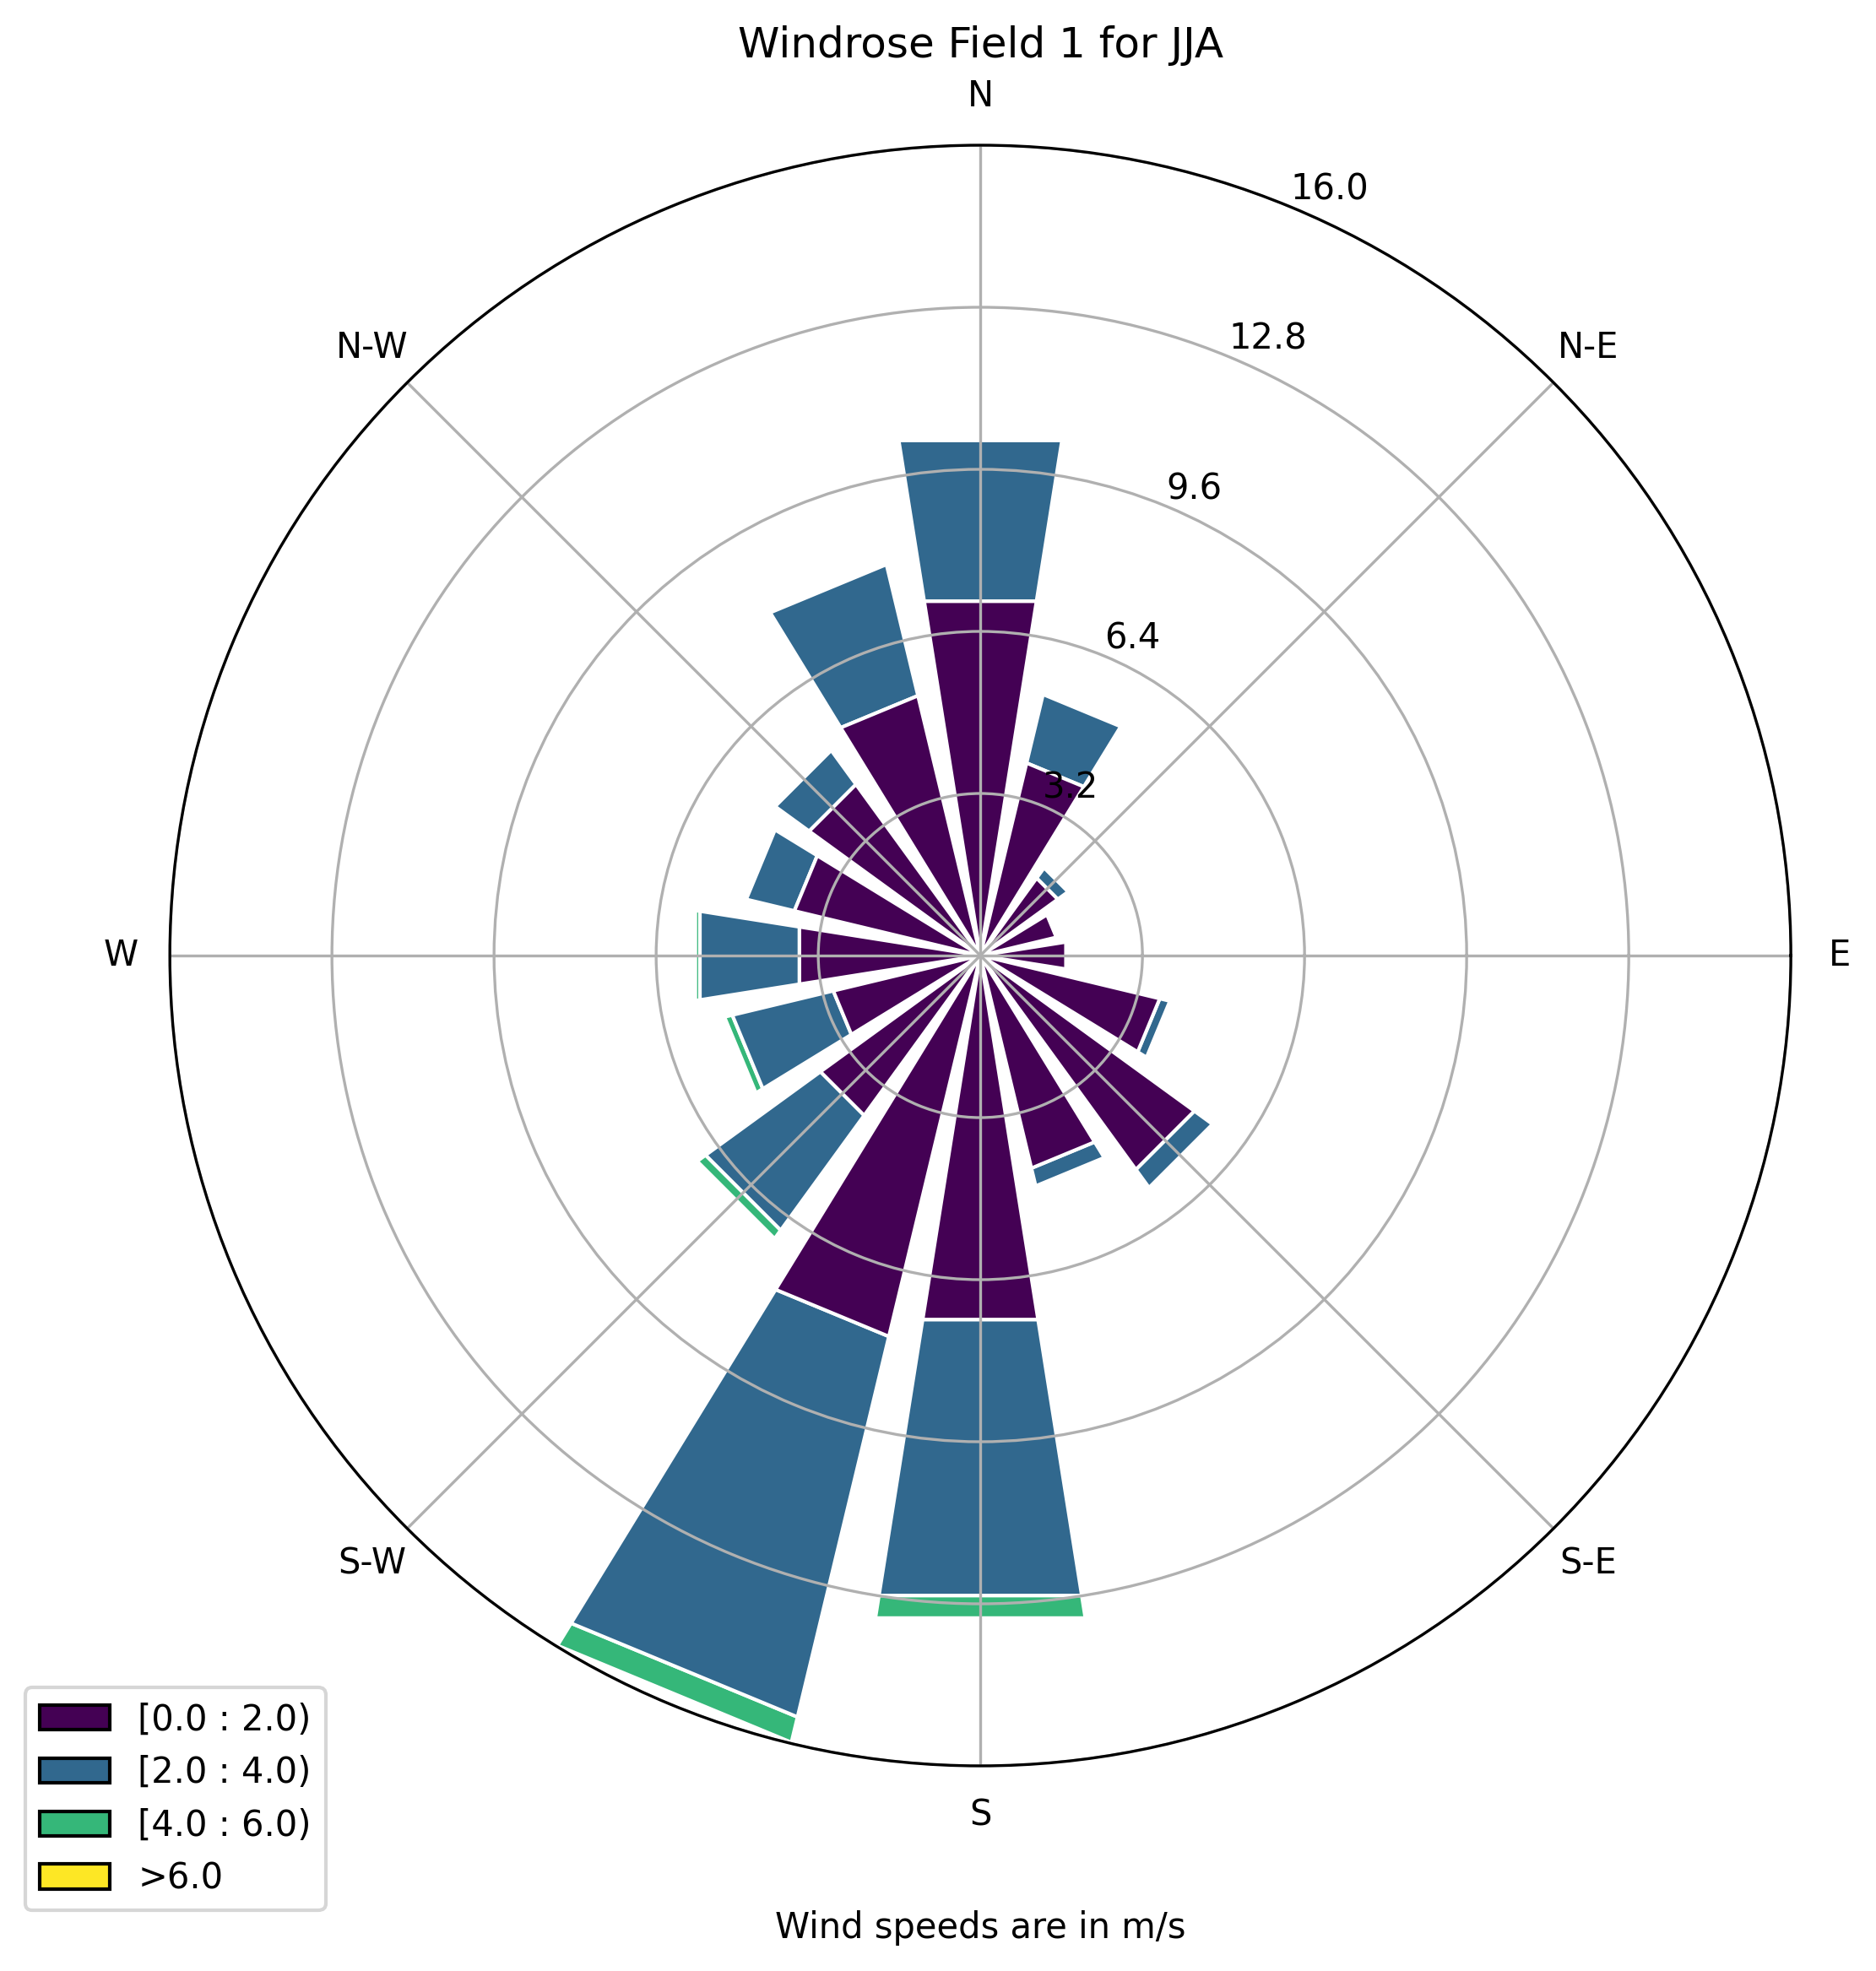 Windrose Field 1 for JJA
N
16.0
12.8
N-W
N-E
9.6
6.4
3.2
W
E
S-W
S-E
[0.0 : 2.0)
[2.0 : 4.0)
S
[4.0 : 6.0)
>6.0
Wind speeds are in m/s